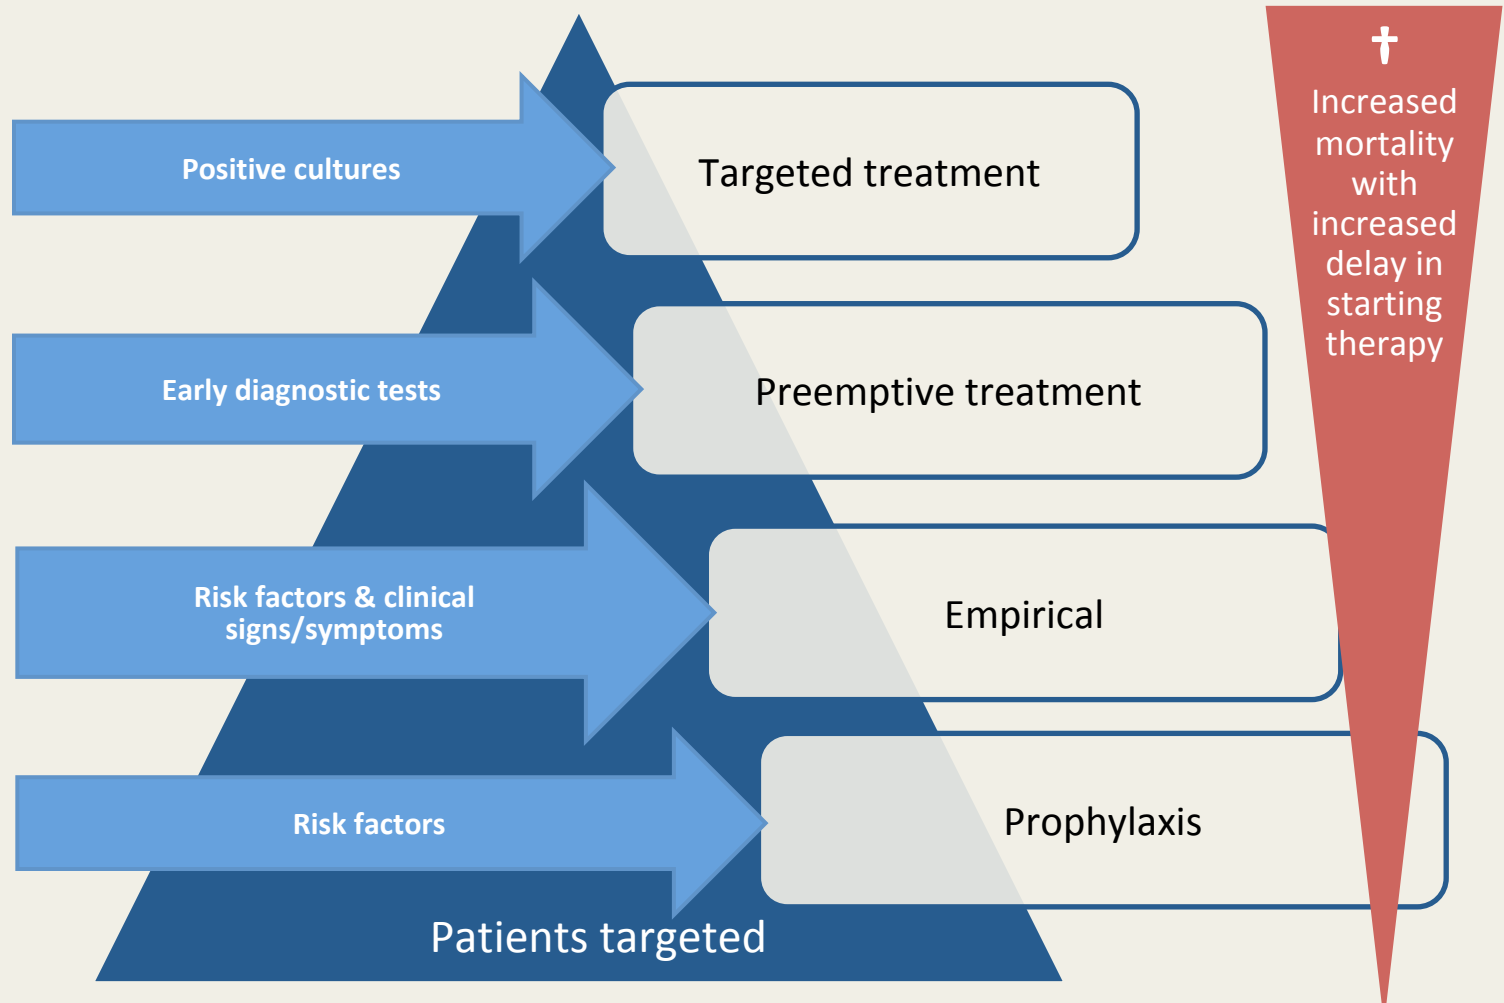 Positive cultures
Targeted treatment
Early diagnostic tests
Preemptive treatment
Risk factors & clinical
signs/symptoms
Empirical
Risk factors
Prophylaxis
Patients targeted
✝
Increased
mortality
with
increased
delay in
starting
therapy